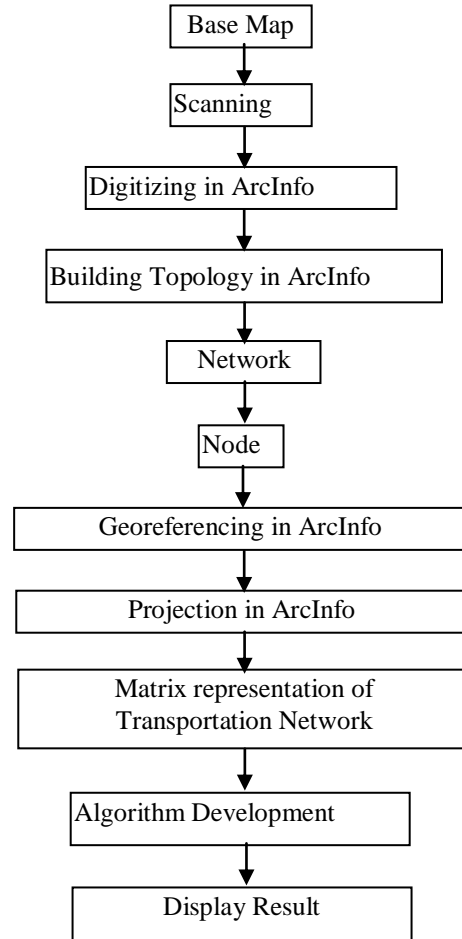 Base Map
Scanning
Digitizing in ArcInfo
Building Topology in ArcInfo
Network
Node
Georeferencing in ArcInfo
Projection in ArcInfo
Matrix representation of
Transportation Network
Algorithm Development
Display Result